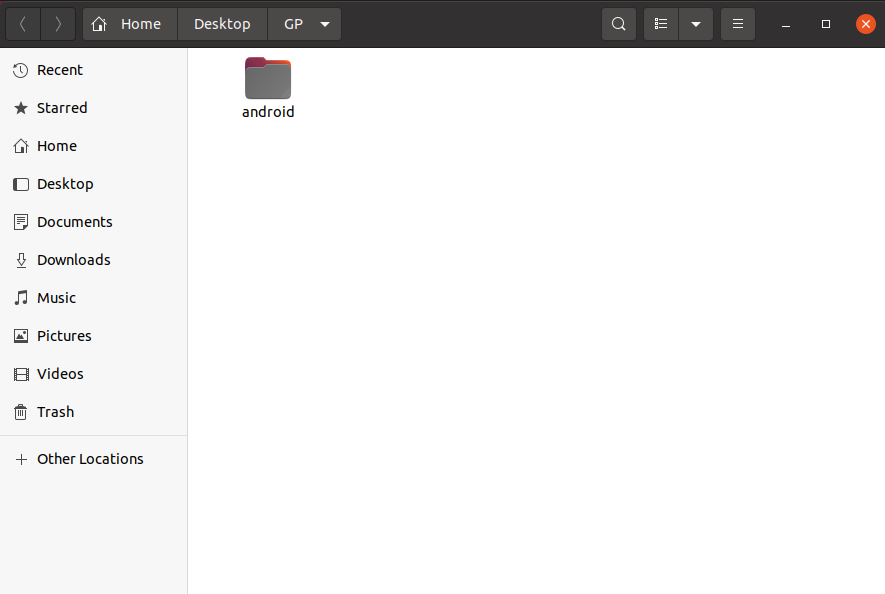 Home Desktop GP
Recent
Starred
Home
Desktop
Documents
Downloads
Music
Pictures
Videos
Trash
Other Locations
android